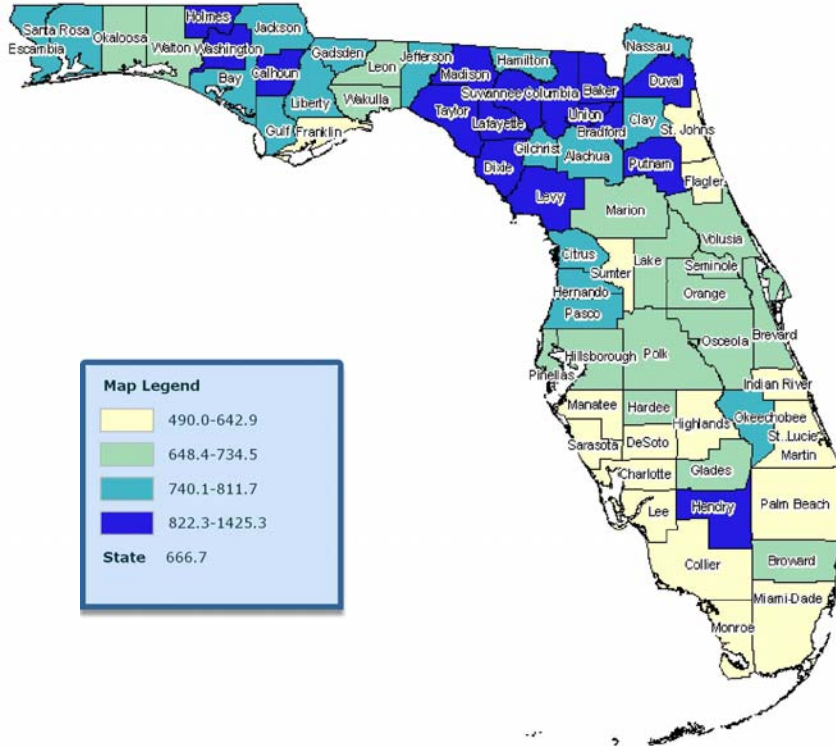 Holmes
Jackson
Santa Rosa
Okaloosa
Walton
Escambia
Washington
Bay
Calhoun
Gadsden
Liberty
Gulf
Franklin
Leon
Wakulla
Jefferson
Madison
Hamilton
Taylor
Suwannee
Columbia
Lafayette
Baker
Union
Bradford
Nassau
Duval
Clay
St. Johns
Gilchrist
Alachua
Putnam
Dixie
Levy
Flagler
Marion
Volusia
Citrus
Sumter
Lake
Seminole
Hernando
Orange
Pasco
Osceola
Brevard
Hillsborough
Polk
Pinellas
Indian River
Manatee
Hardee
Highlands
Okeechobee
Sarasota
DeSoto
St. Lucie
Martin
Charlotte
Glades
Lee
Hendry
Palm Beach
Collier
Broward
Miami-Dade
Monroe
Map Legend
490.0-642.9
648.4-734.5
740.1-811.7
822.3-1425.3
State 666.7